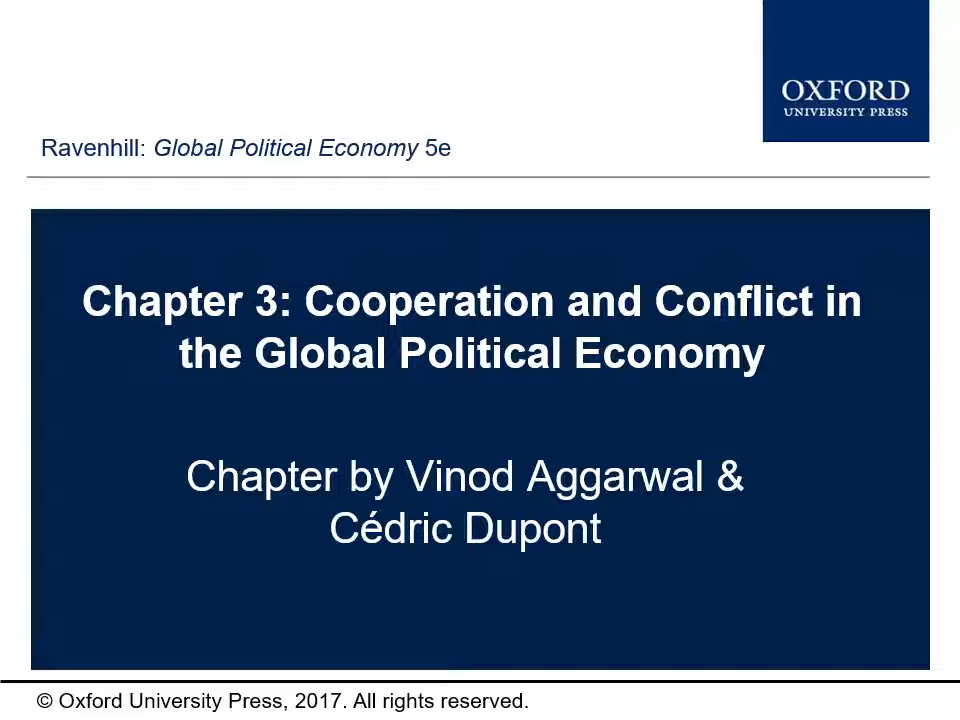 OXFORD
UNIVERSITY PRESS
Ravenhill: Global Political Economy 5e
Chapter 3: Cooperation and Conflict in
the Global Political Economy
Chapter by Vinod Aggarwal &
Cédric Dupont
© Oxford University Press, 2017. All rights reserved.